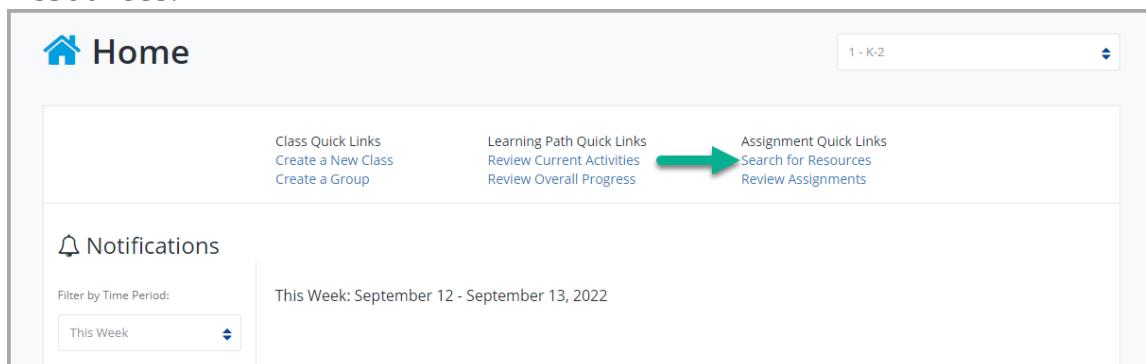 Home
1 - K-2
Class Quick Links
Create a New Class
Create a Group
Learning Path Quick Links
Review Current Activities
Review Overall Progress
Assignment Quick Links
Search for Resources
Review Assignments
Notifications
Filter by Time Period:
This Week
This Week: September 12 - September 13, 2022